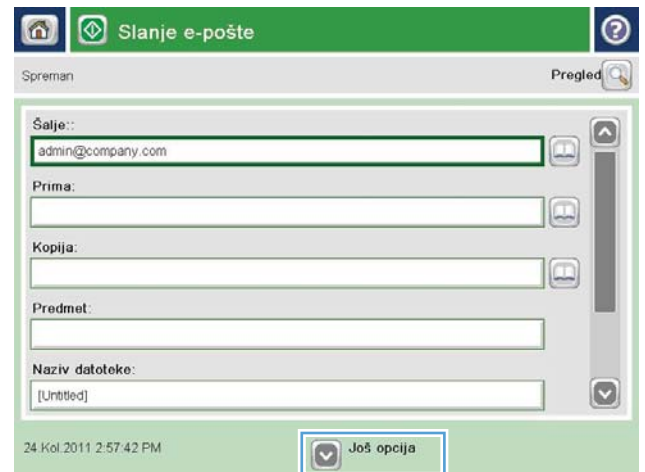 Slanje e-pošte
Spreman
Pregled
Šalje::
admin@company.com
Prima:
Kopija:
Predmet:
Naziv datoteke:
[Untitled]
24.Kol.2011 2:57:42 PM
Još opcija